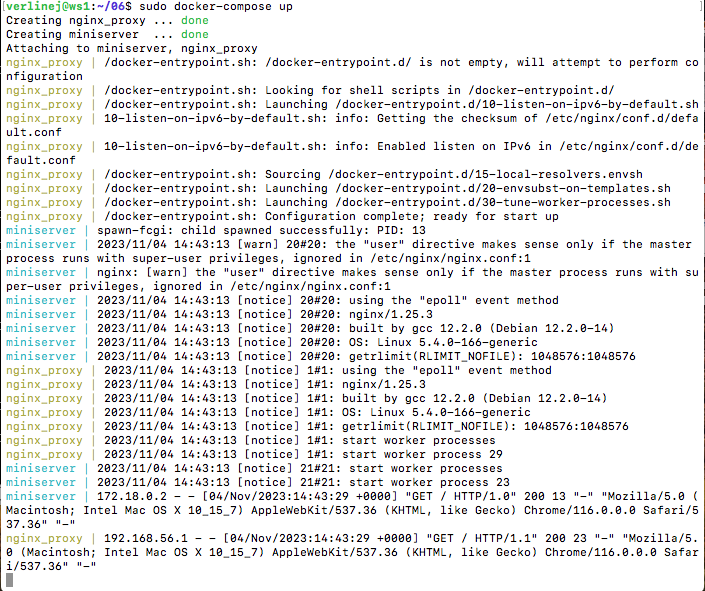 verlinej@ws1:~/06$ sudo docker-compose up
Creating nginx_proxy ... done
Creating miniserver  ... done
Attaching to miniserver, nginx_proxy
nginx_proxy | /docker-entrypoint.sh: /docker-entrypoint.d/ is not empty, will attempt to perform co
nfiguration
nginx_proxy | /docker-entrypoint.sh: Looking for shell scripts in /docker-entrypoint.d/
nginx_proxy | /docker-entrypoint.sh: Launching /docker-entrypoint.d/10-listen-on-ipv6-by-default.sh
nginx_proxy | 10-listen-on-ipv6-by-default.sh: info: Getting the checksum of /etc/nginx/conf.d/defa
ult.conf
nginx_proxy | 10-listen-on-ipv6-by-default.sh: info: Enabled listen on IPv6 in /etc/nginx/conf.d/de
fault.conf
nginx_proxy | /docker-entrypoint.sh: Sourcing /docker-entrypoint.d/15-local-resolvers.envsh
nginx_proxy | /docker-entrypoint.sh: Launching /docker-entrypoint.d/20-envsubst-on-templates.sh
nginx_proxy | /docker-entrypoint.sh: Launching /docker-entrypoint.d/30-tune-worker-processes.sh
nginx_proxy | /docker-entrypoint.sh: Configuration complete; ready for start up
miniserver | spawn-fcgi: child spawned successfully: PID: 13
miniserver | 2023/11/04 14:43:13 [warn] 20#20: the "user" directive makes sense only if the master
process runs with super-user privileges, ignored in /etc/nginx/nginx.conf:1
miniserver | nginx: [warn] the "user" directive makes sense only if the master process runs with su
per-user privileges, ignored in /etc/nginx/nginx.conf:1
miniserver | 2023/11/04 14:43:13 [notice] 20#20: using the "epoll" event method
miniserver | 2023/11/04 14:43:13 [notice] 20#20: nginx/1.25.3
miniserver | 2023/11/04 14:43:13 [notice] 20#20: built by gcc 12.2.0 (Debian 12.2.0-14)
miniserver | 2023/11/04 14:43:13 [notice] 20#20: OS: Linux 5.4.0-166-generic
miniserver | 2023/11/04 14:43:13 [notice] 20#20: getrlimit(RLIMIT_NOFILE): 1048576:1048576
nginx_proxy | 2023/11/04 14:43:13 [notice] 1#1: using the "epoll" event method
nginx_proxy | 2023/11/04 14:43:13 [notice] 1#1: nginx/1.25.3
nginx_proxy | 2023/11/04 14:43:13 [notice] 1#1: built by gcc 12.2.0 (Debian 12.2.0-14)
nginx_proxy | 2023/11/04 14:43:13 [notice] 1#1: OS: Linux 5.4.0-166-generic
nginx_proxy | 2023/11/04 14:43:13 [notice] 1#1: getrlimit(RLIMIT_NOFILE): 1048576:1048576
nginx_proxy | 2023/11/04 14:43:13 [notice] 1#1: start worker processes
nginx_proxy | 2023/11/04 14:43:13 [notice] 1#1: start worker process 29
miniserver | 2023/11/04 14:43:13 [notice] 21#21: start worker processes
miniserver | 2023/11/04 14:43:13 [notice] 21#21: start worker process 23
miniserver | 172.18.0.2 - - [04/Nov/2023:14:43:29 +0000] "GET / HTTP/1.0" 200 13 "-" "Mozilla/5.0 (
Macintosh; Intel Mac OS X 10_15_7) AppleWebKit/537.36 (KHTML, like Gecko) Chrome/116.0.0.0 Safari/5
37.36" "-"
nginx_proxy | 192.168.56.1 - - [04/Nov/2023:14:43:29 +0000] "GET / HTTP/1.1" 200 23 "-" "Mozilla/5.
0 (Macintosh; Intel Mac OS X 10_15_7) AppleWebKit/537.36 (KHTML, like Gecko) Chrome/116.0.0.0 Safar
i/537.36" "-"